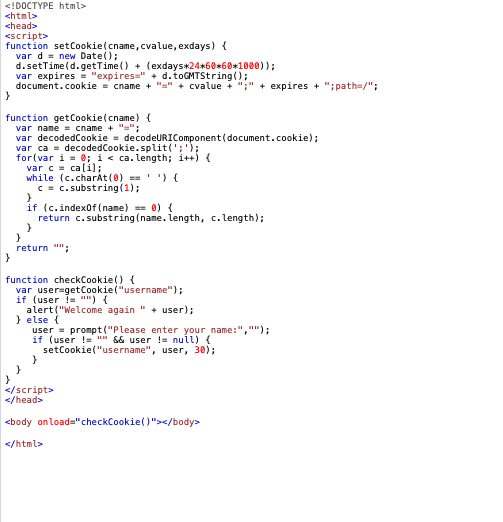 <!DOCTYPE html>
<html>
<head>
<script>
function setCookie(cname,cvalue,exdays) {
  var d = new Date();
  d.setTime(d.getTime() + (exdays*24*60*60*1000));
  var expires = "expires=" + d.toGMTString();
  document.cookie = cname + "=" + cvalue + ";" + expires + ";path=/";
}

function getCookie(cname) {
  var name = cname + "=";
  var decodedCookie = decodeURIComponent(document.cookie);
  var ca = decodedCookie.split(';');
  for(var i = 0; i < ca.length; i++) {
    var c = ca[i];
    while (c.charAt(0) == ' ') {
      c = c.substring(1);
    }
    if (c.indexOf(name) == 0) {
      return c.substring(name.length, c.length);
    }
  }
  return "";
}

function checkCookie() {
  var user=getCookie("username");
  if (user != "") {
    alert("Welcome again " + user);
  } else {
     user = prompt("Please enter your name:","");
     if (user != "" && user != null) {
       setCookie("username", user, 30);
     }
  }
}
</script>
</head>

<body onload="checkCookie()"></body>

</html>